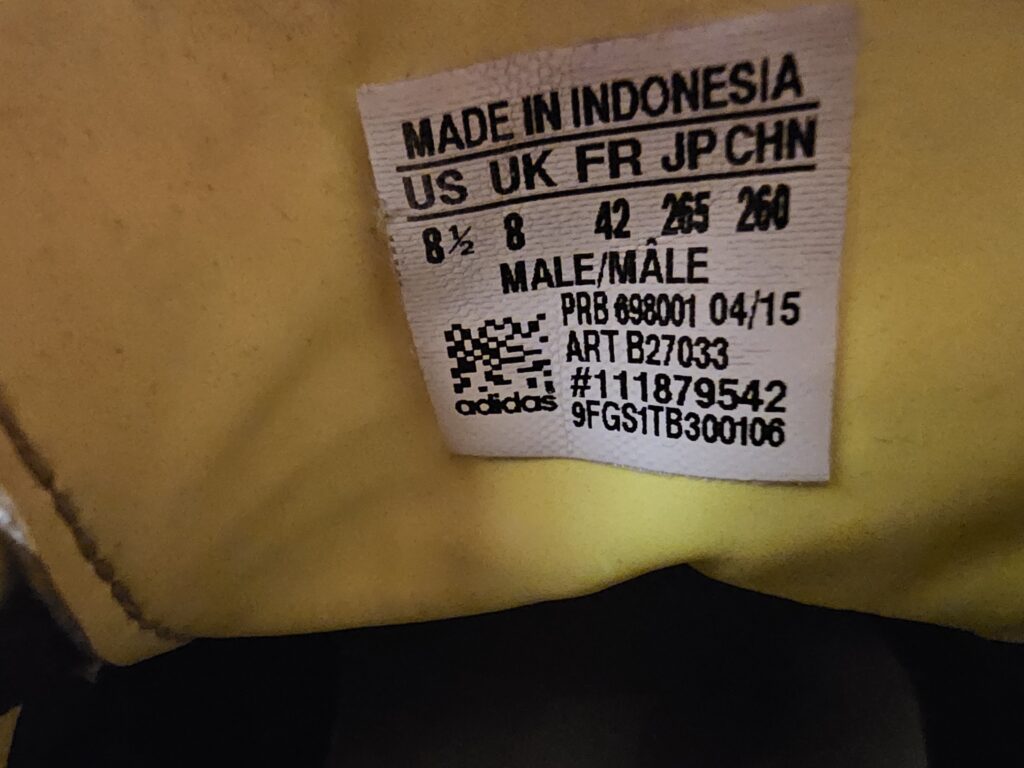 MADE IN INDONESIA
US UK FR JP CHN
8½ 8 42 265 260
MALE/MÂLE
PRB 698001 04/15
ART B27033
#111879542
adidas 9FGS1TB300106